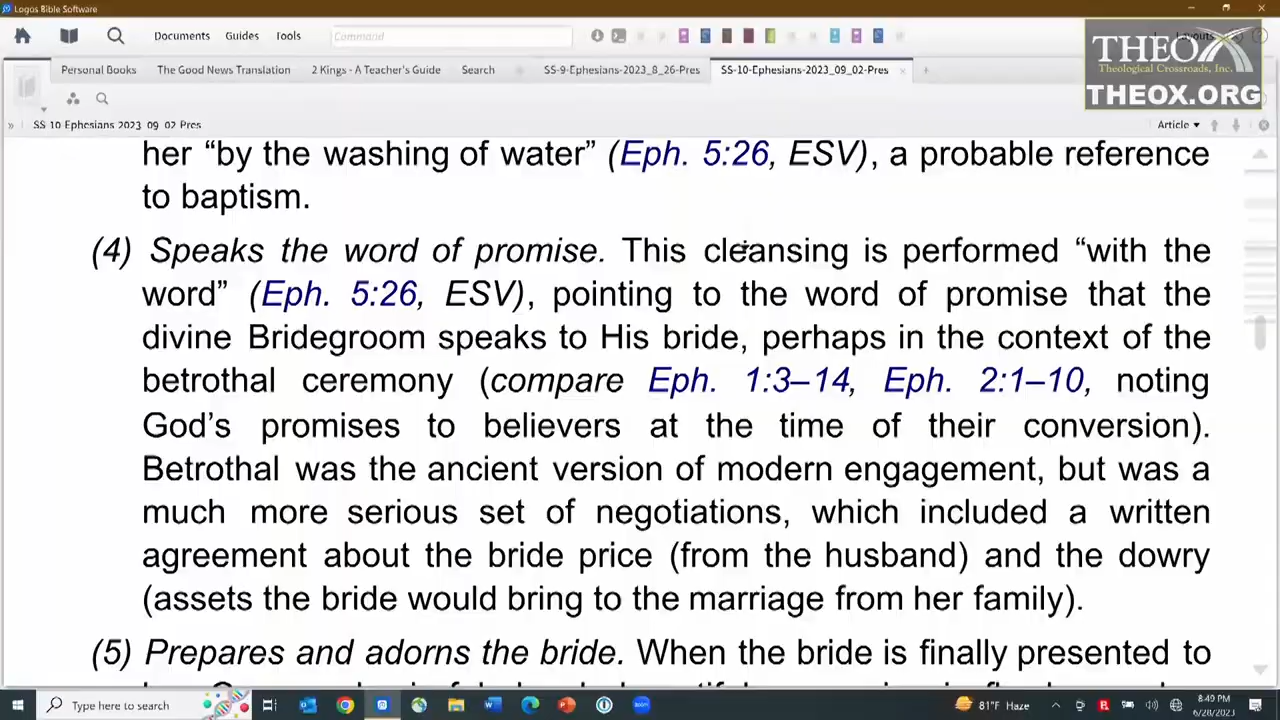 Logos Bible Software
Documents Guides Tools Command
THEOX
Theological Crossroads, Inc.
THEOX.ORG
Personal Books The Good News Translation 2 Kings - A Teacher's Guide SS-9-Ephesians-2023_8_26-Pres SS-10-Ephesians-2023_09_02-Pres
SS-10-Ephesians-2023_09_02-Pres Article
her “by the washing of water” (Eph. 5:26, ESV), a probable reference
to baptism.
(4) Speaks the word of promise. This cleansing is performed “with the
word” (Eph. 5:26, ESV), pointing to the word of promise that the
divine Bridegroom speaks to His bride, perhaps in the context of the
betrothal ceremony (compare Eph. 1:3–14, Eph. 2:1–10, noting
God’s promises to believers at the time of their conversion).
Betrothal was the ancient version of modern engagement, but was a
much more serious set of negotiations, which included a written
agreement about the bride price (from the husband) and the dowry
(assets the bride would bring to the marriage from her family).
(5) Prepares and adorns the bride. When the bride is finally presented to
Type here to search 81°F Haze 8:49 PM
6/28/2023